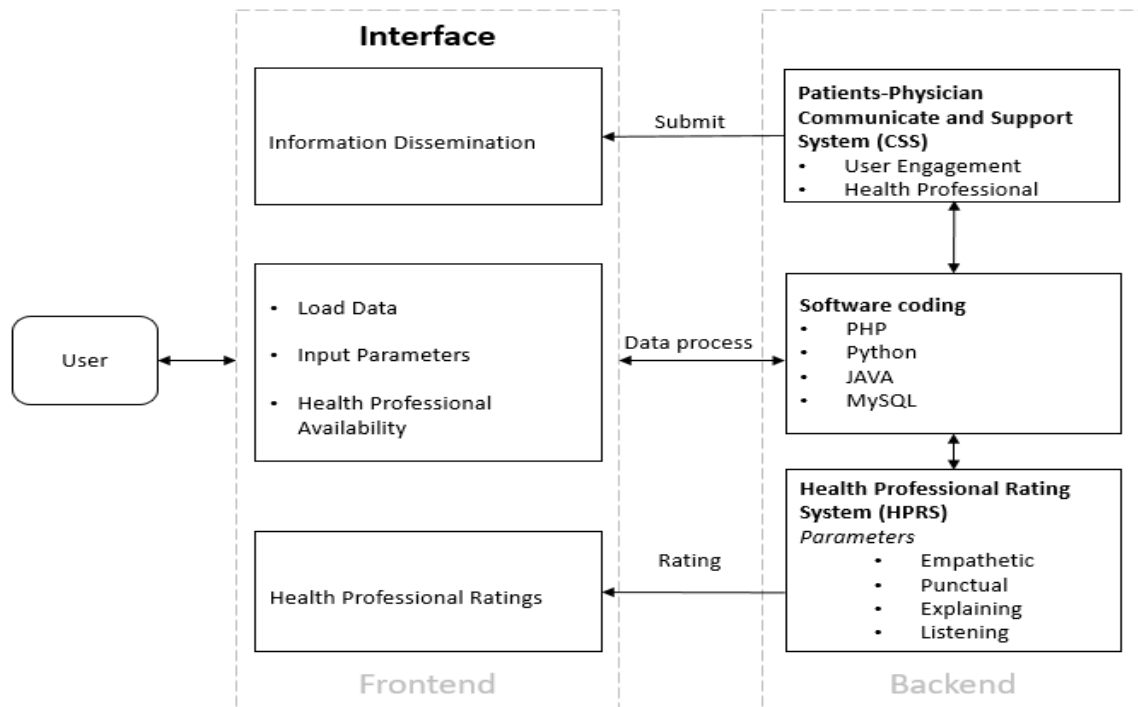 Interface
Information Dissemination
Submit
Patients-Physician
Communicate and Support
System (CSS)
• User Engagement
• Health Professional
User
• Load Data
• Input Parameters
• Health Professional
Availability
Data process
Software coding
• PHP
• Python
• JAVA
• MySQL
Health Professional Ratings
Rating
Health Professional Rating
System (HPRS)
Parameters
• Empathetic
• Punctual
• Explaining
• Listening
Frontend
Backend